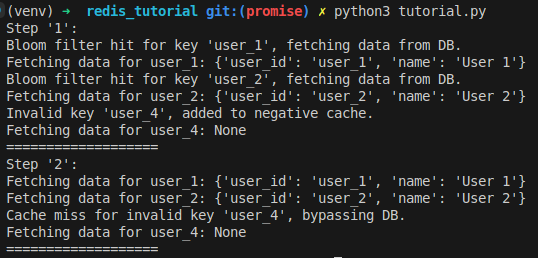 (venv) → redis_tutorial git:(promise) ✗ python3 tutorial.py
Step '1':
Bloom filter hit for key 'user_1', fetching data from DB.
Fetching data for user_1: {'user_id': 'user_1', 'name': 'User 1'}
Bloom filter hit for key 'user_2', fetching data from DB.
Fetching data for user_2: {'user_id': 'user_2', 'name': 'User 2'}
Invalid key 'user_4', added to negative cache.
Fetching data for user_4: None
===================
Step '2':
Fetching data for user_1: {'user_id': 'user_1', 'name': 'User 1'}
Fetching data for user_2: {'user_id': 'user_2', 'name': 'User 2'}
Cache miss for invalid key 'user_4', bypassing DB.
Fetching data for user_4: None
===================